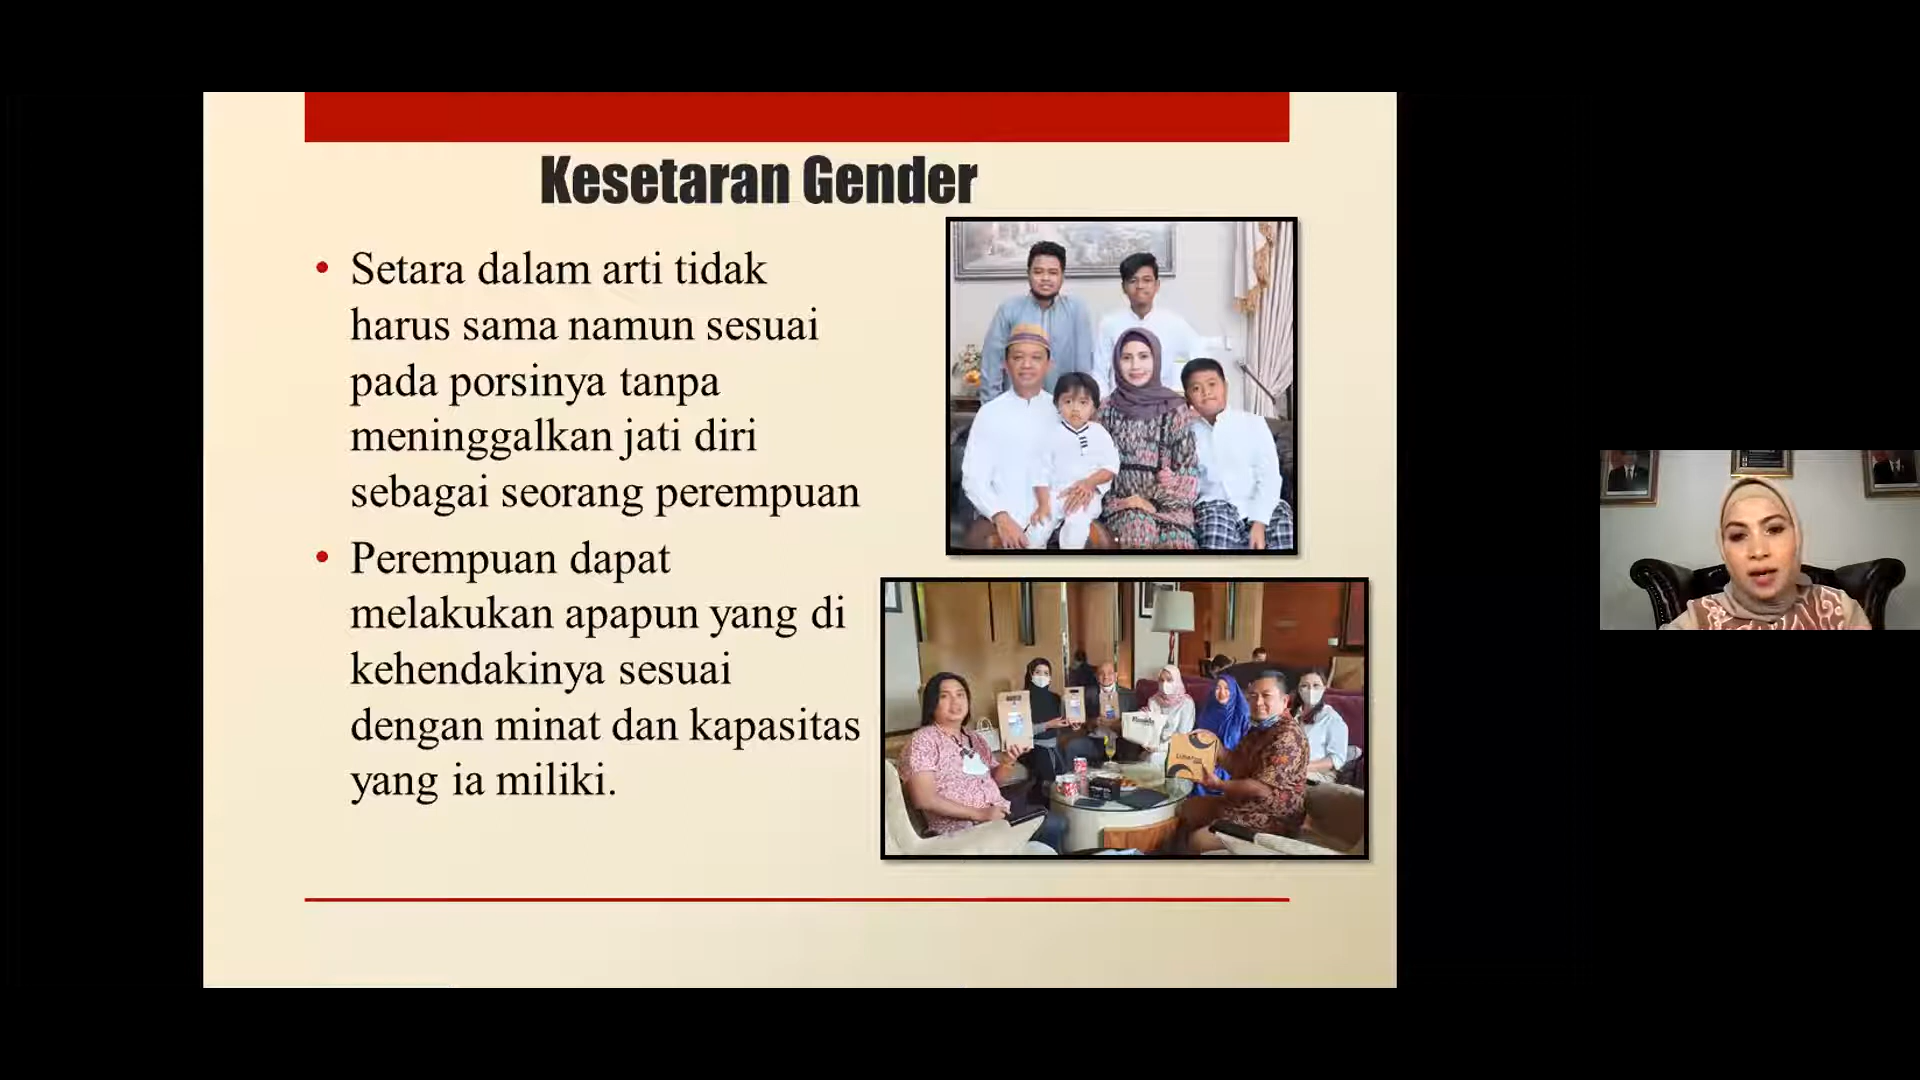 Kesetaran Gender
• Setara dalam arti tidak
harus sama namun sesuai
pada porsinya tanpa
meninggalkan jati diri
sebagai seorang perempuan
• Perempuan dapat
melakukan apapun yang di
kehendakinya sesuai
dengan minat dan kapasitas
yang ia miliki.